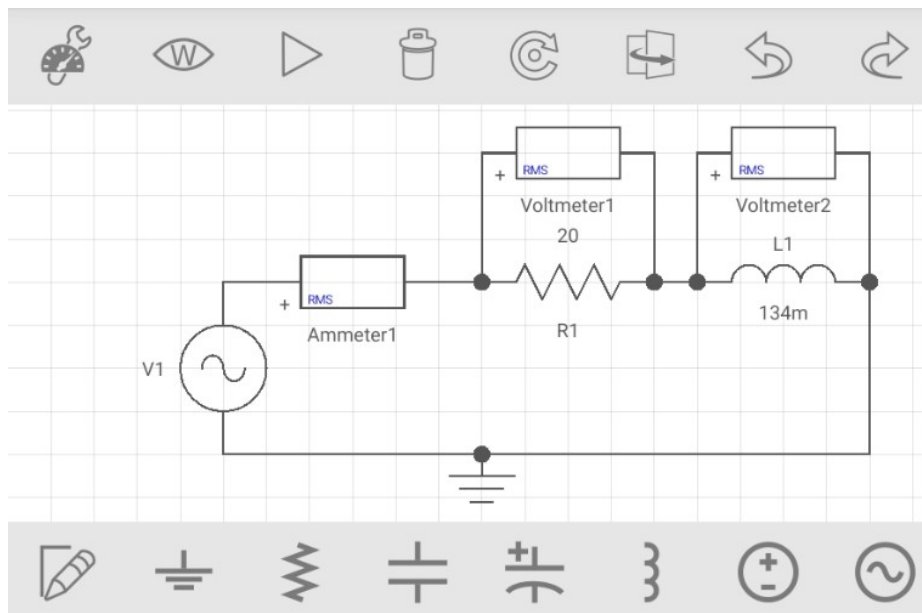 W
RMS
+
Voltmeter1
RMS
+
Voltmeter2
20
L1
RMS
+
Ammeter1
R1
134m
V1